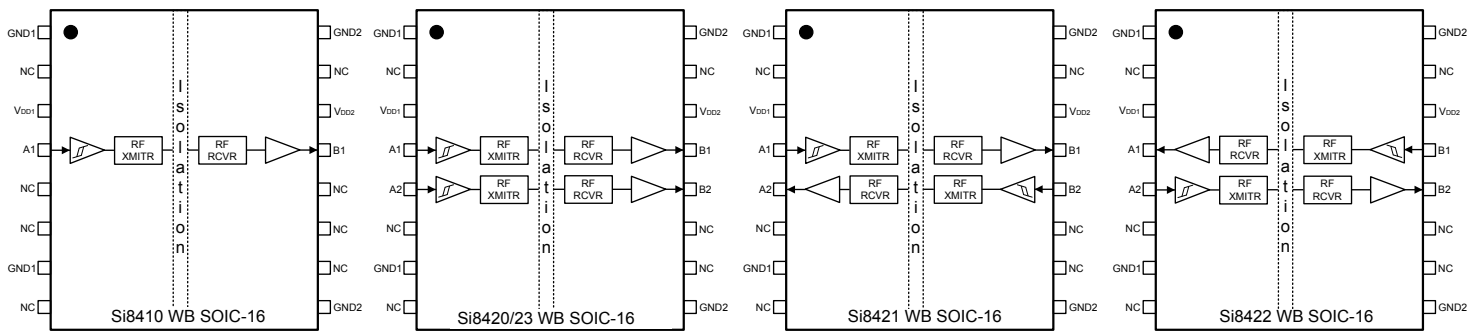 GND1 GND2
NC NC
VDD1 VDD2
A1 RF XMITR RF RCVR B1
NC NC
NC NC
GND1 NC
NC GND2
Isolation
Si8410 WB SOIC-16
GND1 GND2
NC NC
VDD1 VDD2
A1 RF XMITR RF RCVR B1
A2 RF XMITR RF RCVR B2
NC NC
GND1 NC
NC GND2
Isolation
Si8420/23 WB SOIC-16
GND1 GND2
NC NC
VDD1 VDD2
A1 RF XMITR RF RCVR B1
A2 RF RCVR RF XMITR B2
NC NC
GND1 NC
NC GND2
Isolation
Si8421 WB SOIC-16
GND1 GND2
NC NC
VDD1 VDD2
A1 RF RCVR RF XMITR B1
A2 RF XMITR RF RCVR B2
NC NC
GND1 NC
NC GND2
Isolation
Si8422 WB SOIC-16